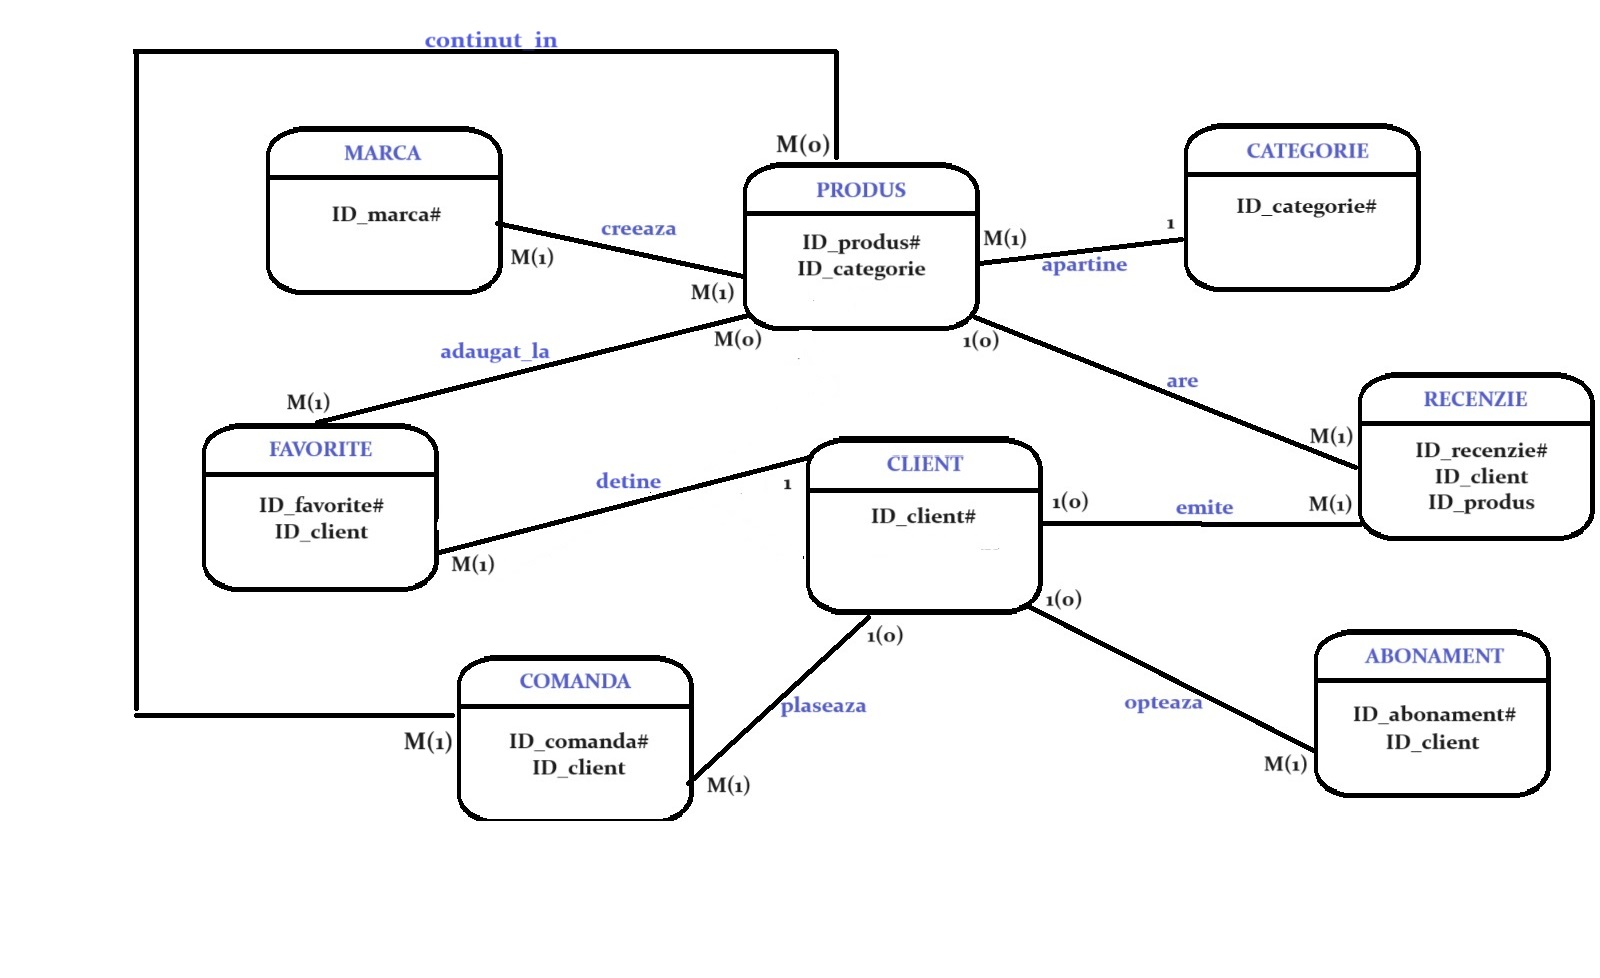 continut_in
M(0)
MARCA
ID_marca#
M(1)
creeaza
M(1)
PRODUS
ID_produs#
ID_categorie
M(1)
apartine
1
CATEGORIE
ID_categorie#
M(0)
adaugat_la
M(1)
1(0)
are
M(1)
FAVORITE
ID_favorite#
ID_client
M(1)
detine
1
CLIENT
ID_client#
1(0)
emite
M(1)
RECENZIE
ID_recenzie#
ID_client
ID_produs
1(0)
plaseaza
M(1)
1(0)
opteaza
M(1)
COMANDA
ID_comanda#
ID_client
M(1)
ABONAMENT
ID_abonament#
ID_client